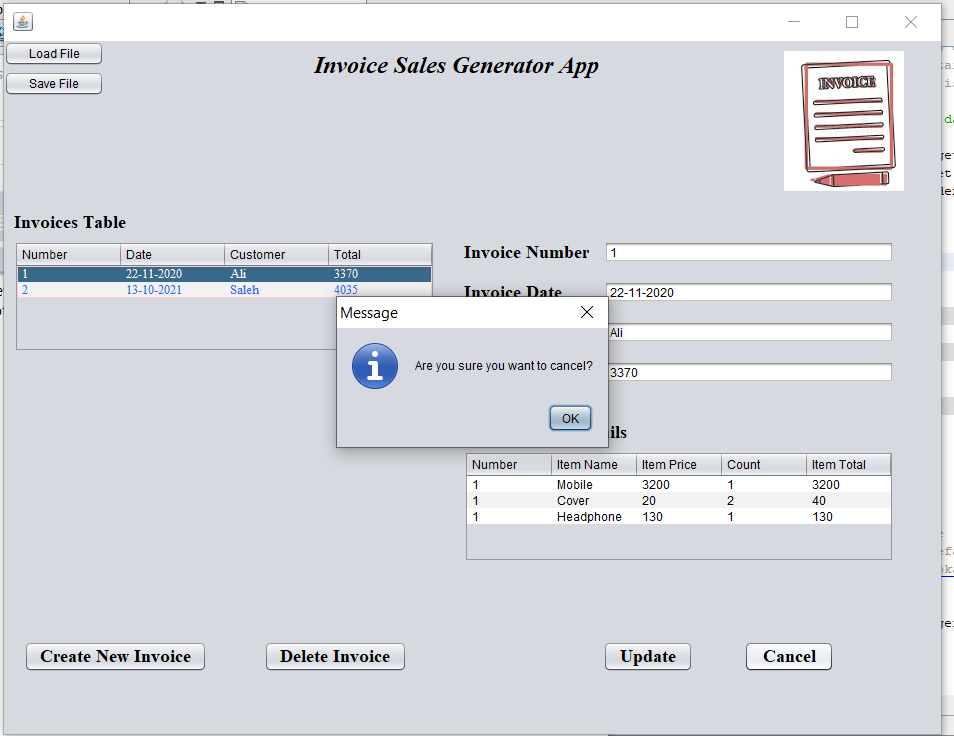 Load File
Save File
Invoice Sales Generator App
INVOICE
Invoices Table
Number Date Customer Total
1 22-11-2020 Ali 3370
2 13-10-2021 Saleh 4035
Invoice Number 1
Invoice Date 22-11-2020
Ali
3370
Message
Are you sure you want to cancel?
OK
ils
Number Item Name Item Price Count Item Total
1 Mobile 3200 1 3200
1 Cover 20 2 40
1 Headphone 130 1 130
Create New Invoice
Delete Invoice
Update
Cancel